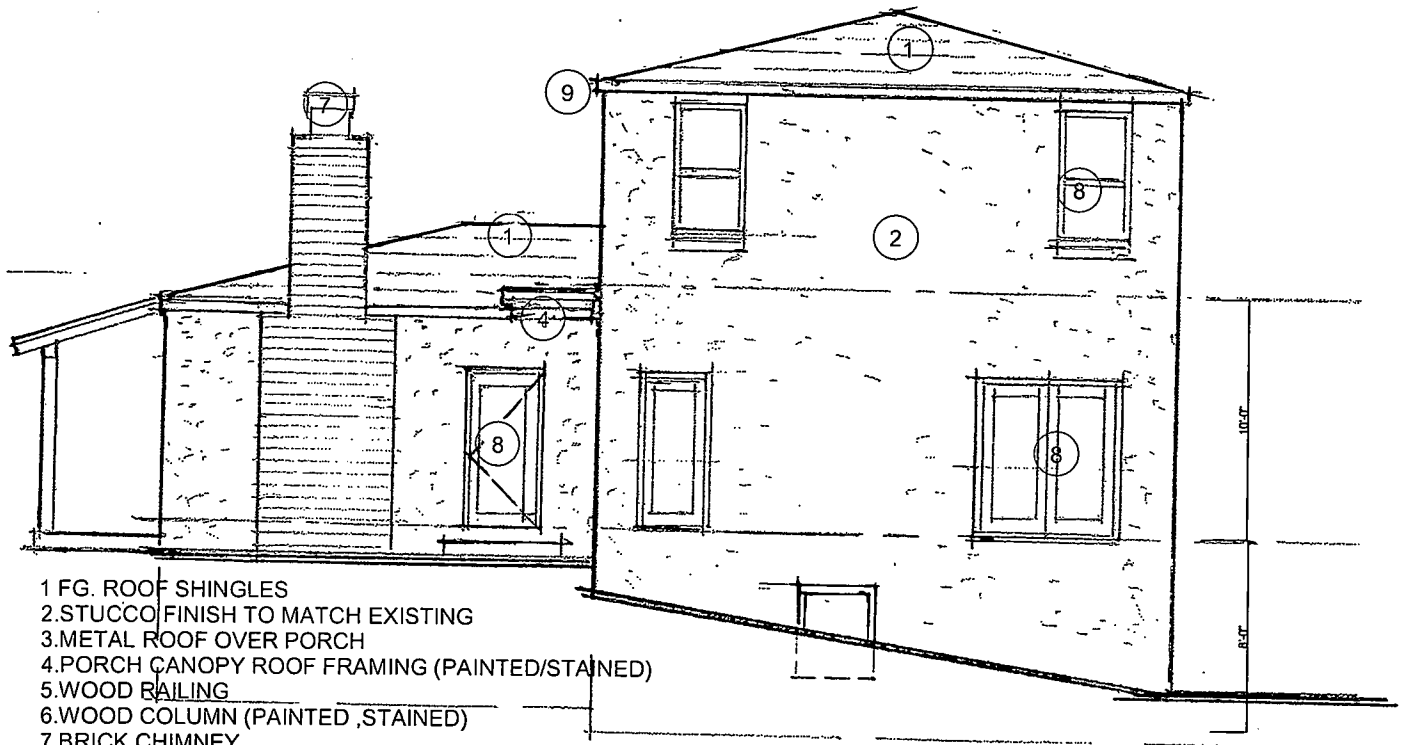 1
7
9
1
8
2
4
8
8
10'-0"
8'-0"
1 FG. ROOF SHINGLES
2.STUCCO FINISH TO MATCH EXISTING
3.METAL ROOF OVER PORCH
4.PORCH CANOPY ROOF FRAMING (PAINTED/STAINED)
5.WOOD RAILING
6.WOOD COLUMN (PAINTED ,STAINED)
7.BRICK CHIMNEY